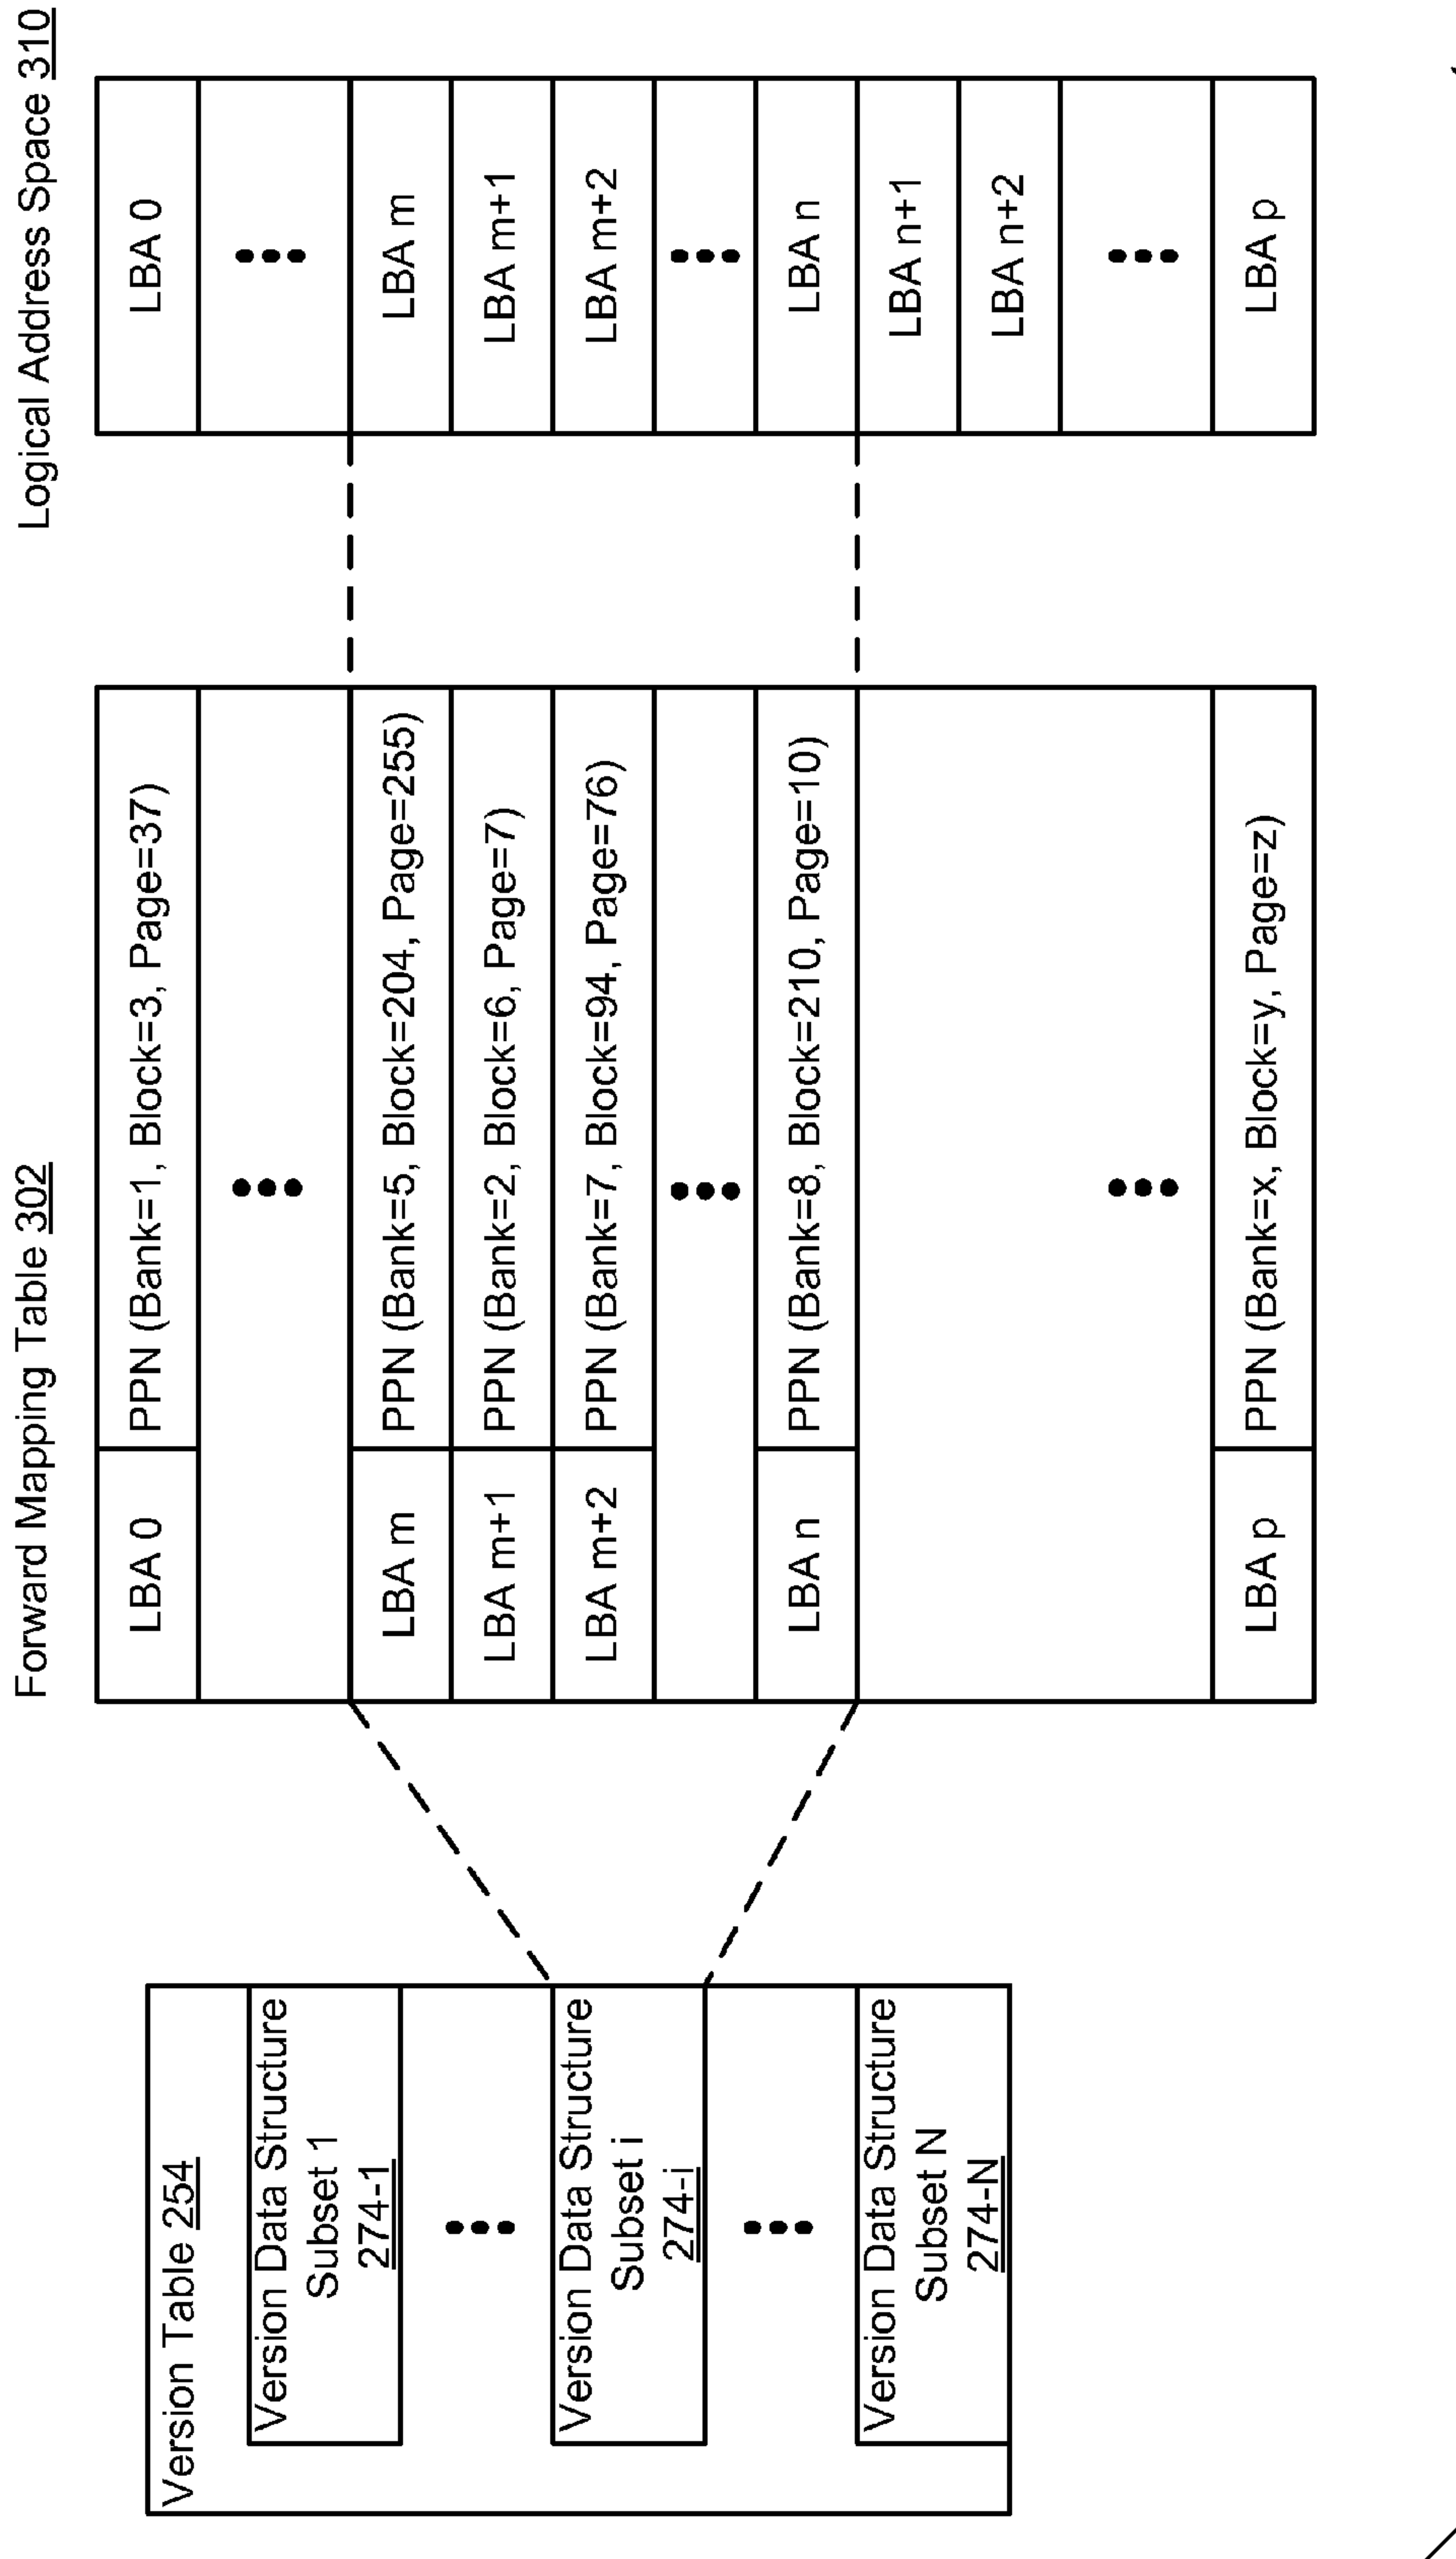 Version Table 254
Version Data Structure
Subset 1
274-1
Version Data Structure
Subset i
274-i
Version Data Structure
Subset N
274-N
Forward Mapping Table 302
LBA 0 PPN (Bank=1, Block=3, Page=37)
LBA m PPN (Bank=5, Block=204, Page=255)
LBA m+1 PPN (Bank=2, Block=6, Page=7)
LBA m+2 PPN (Bank=7, Block=94, Page=76)
LBA n PPN (Bank=8, Block=210, Page=10)
LBA p PPN (Bank=x, Block=y, Page=z)
Logical Address Space 310
LBA 0
LBA m
LBA m+1
LBA m+2
LBA n
LBA n+1
LBA n+2
LBA p